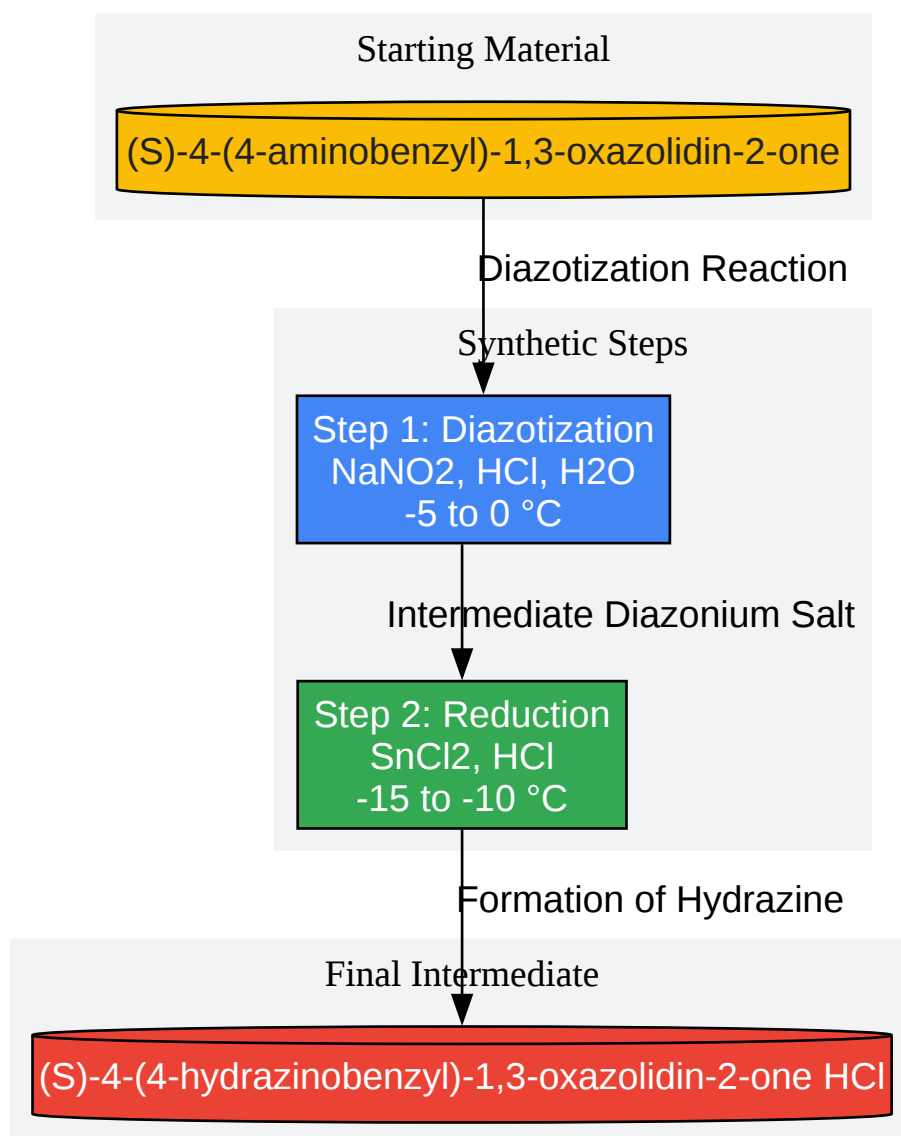 Starting Material
(S)-4-(4-aminobenzyl)-1,3-oxazolidin-2-one
Diazotization Reaction
Synthetic Steps
Step 1: Diazotization
NaNO2, HCl, H2O
-5 to 0 °C
Intermediate Diazonium Salt
Step 2: Reduction
SnCl2, HCl
-15 to -10 °C
Formation of Hydrazine
Final Intermediate
(S)-4-(4-hydrazinobenzyl)-1,3-oxazolidin-2-one HCl